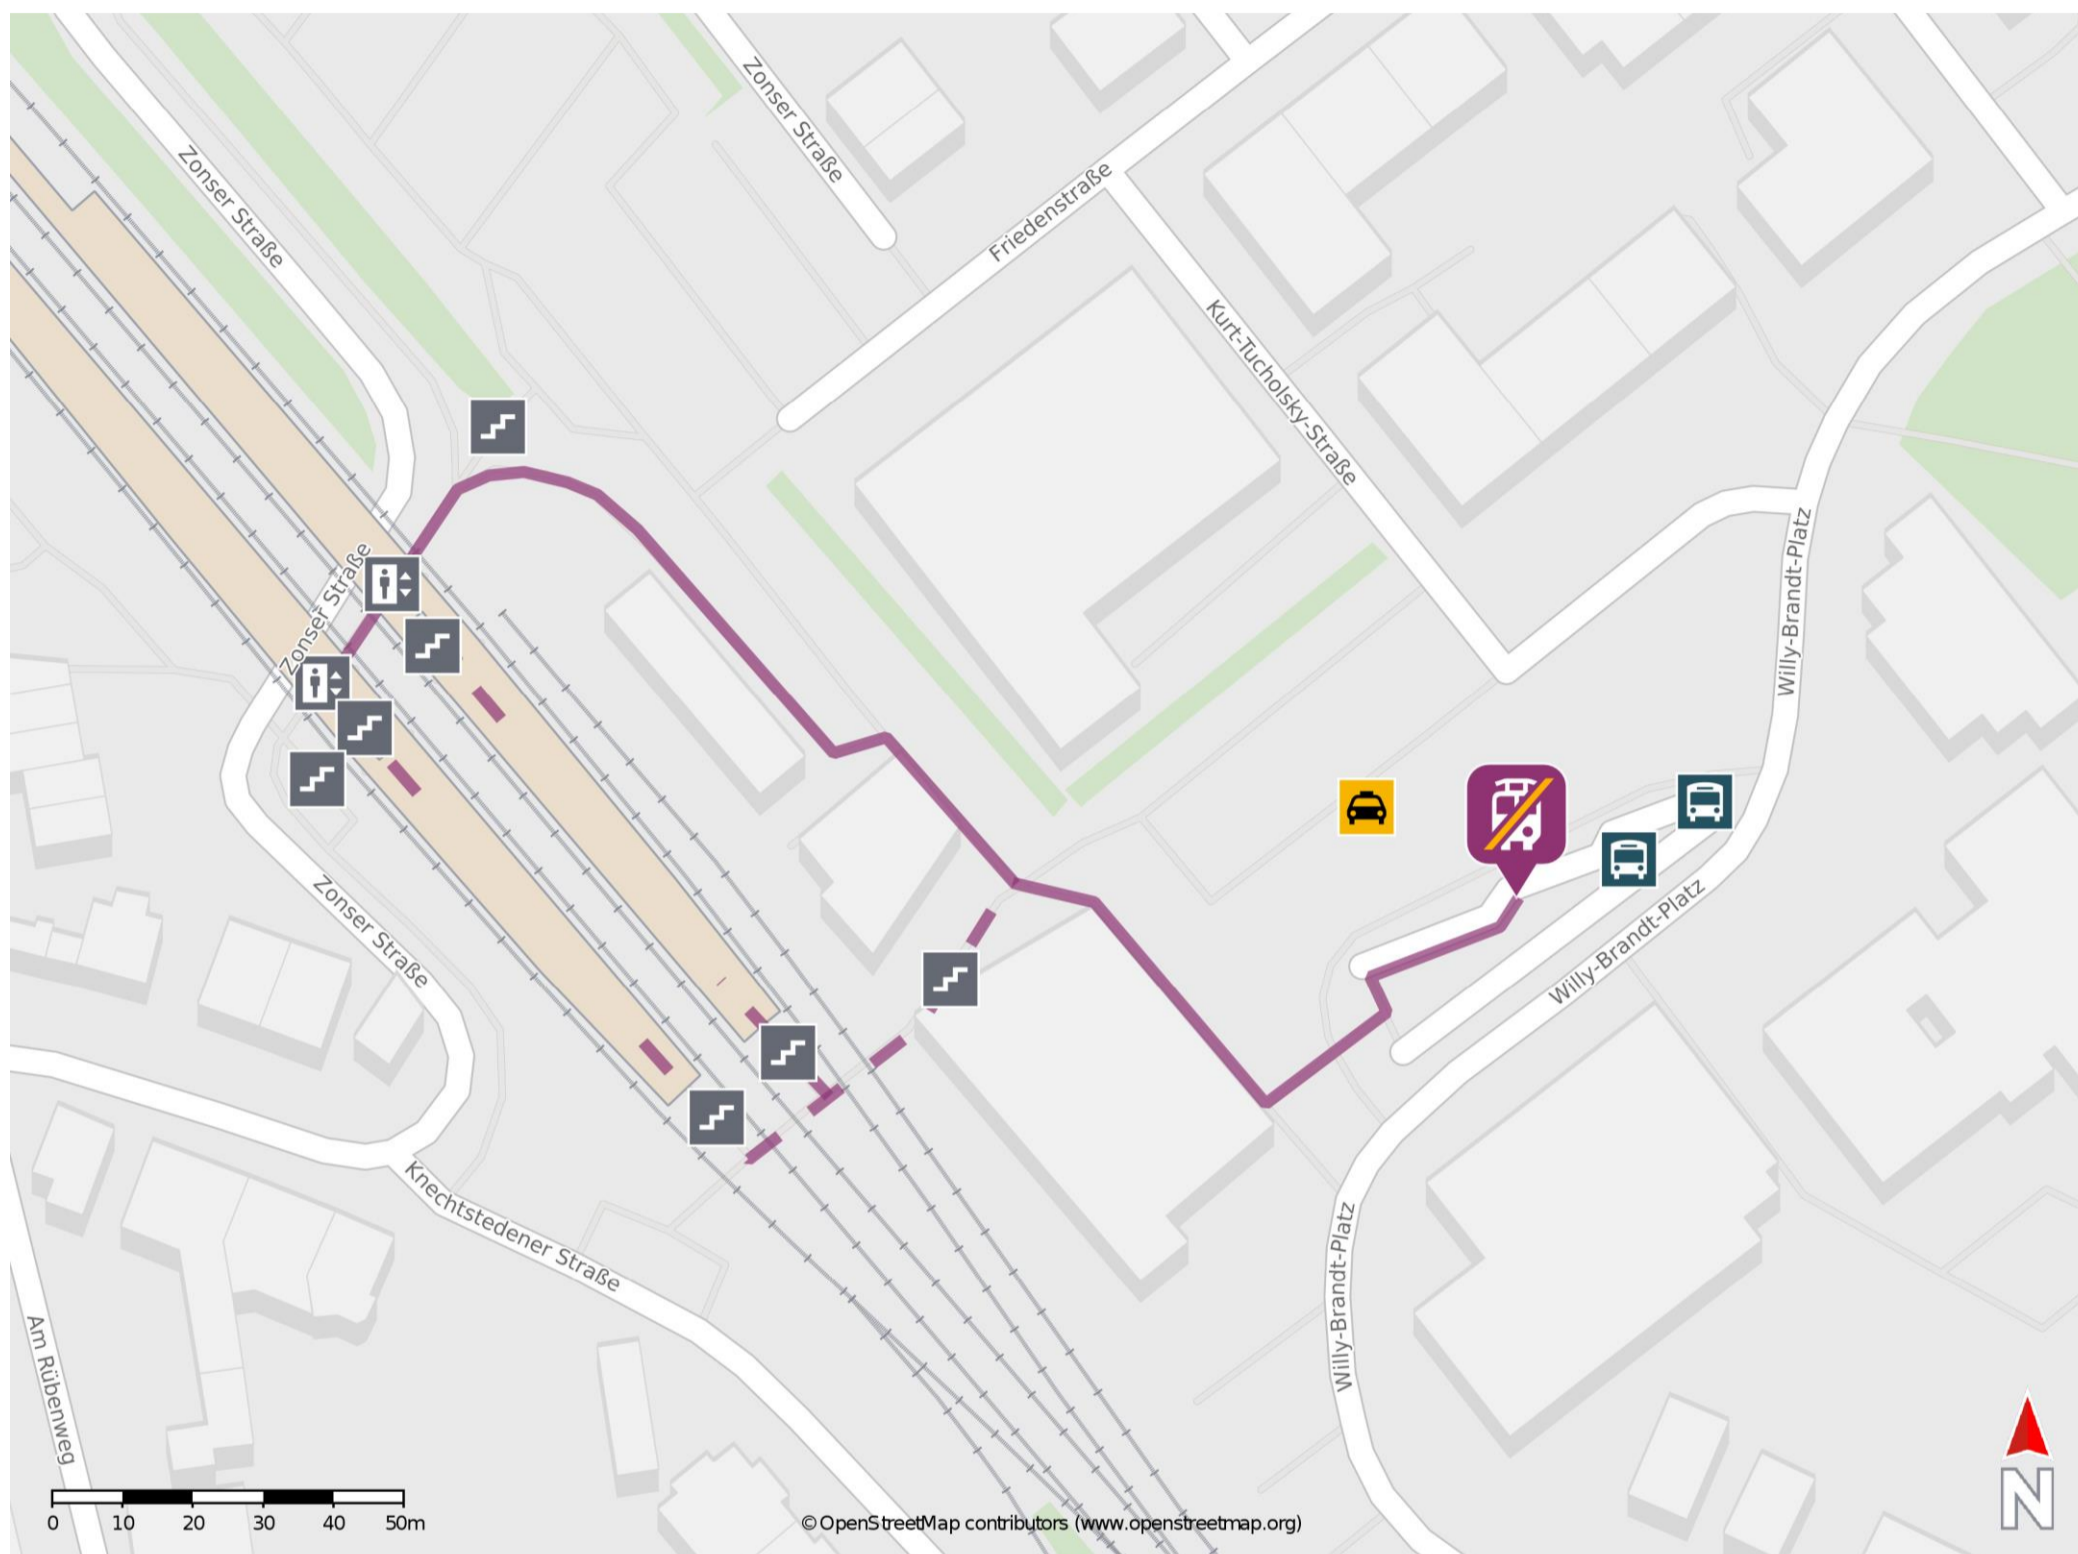 Zonser Straße
Zonser Straße
Friedenstraße
Kurt-Tucholsky-Straße
Zonser Straße
Willy-Brandt-Platz
Zonser Straße
Willy-Brandt-Platz
Knechtstedener Straße
Willy-Brandt-Platz
Am Rübenweg
0 10 20 30 40 50m
© OpenStreetMap contributors (www.openstreetmap.org)
N